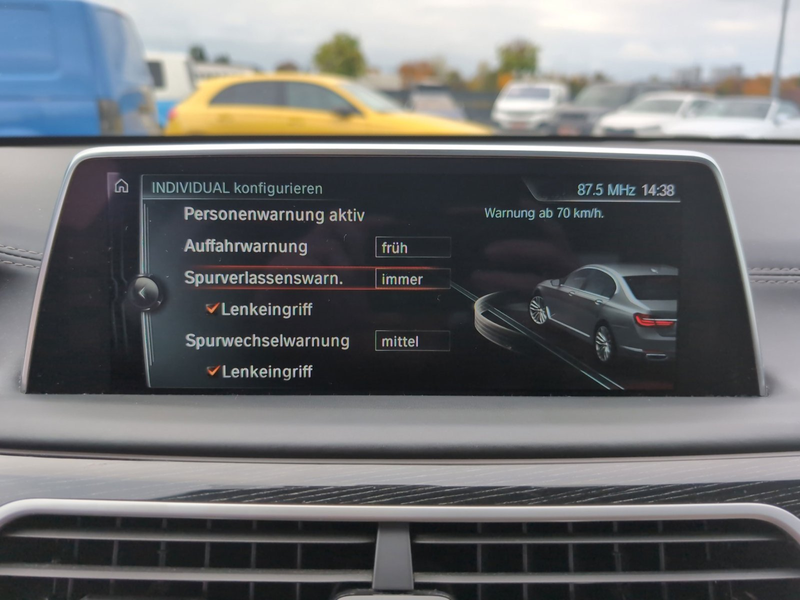 INDIVIDUAL konfigurieren 87.5 MHz 14:38
Personenwarnung aktiv
Warnung ab 70 km/h.
Auffahrwarnung früh
Spurverlassenswarn. immer
Lenkeingriff
Spurwechselwarnung mittel
Lenkeingriff